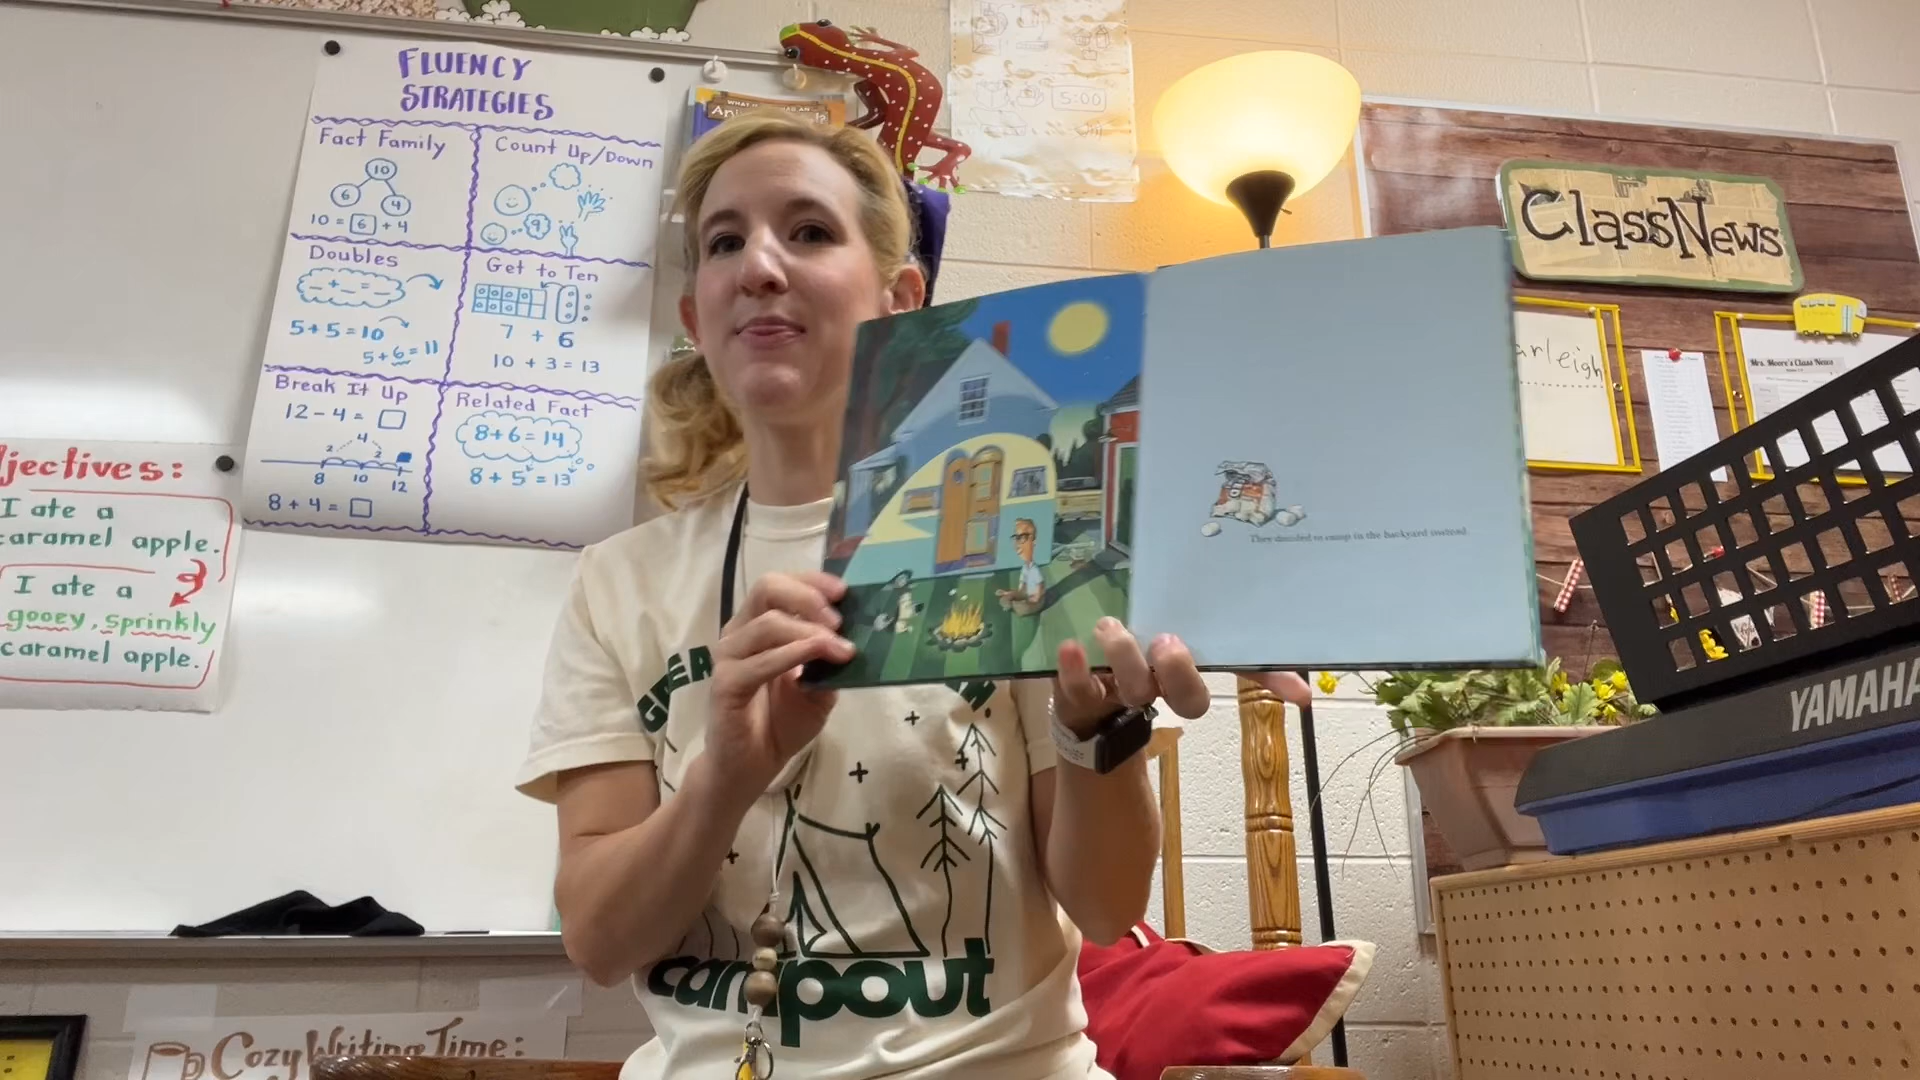 FLUENCY
STRATEGIES
Fact Family
10
6
4
10 = 6 + 4
Count Up/Down
9
Doubles
_ + _ = _
5+5=10
5+6=11
Get to Ten
7 + 6
10 + 3 = 13
Break It Up
12-4=
4
2
2
8 10 12
8+4=
Related Fact
8+6=14
8+5=13
jectives:
I ate a
caramel apple.
I ate a
gooey, sprinkly
caramel apple.
Cozy Writing Time:
5:00
ClassNews
arleigh
Mrs. Moore's Class News
They decided to camp in the backyard instead.
YAMAHA
campout